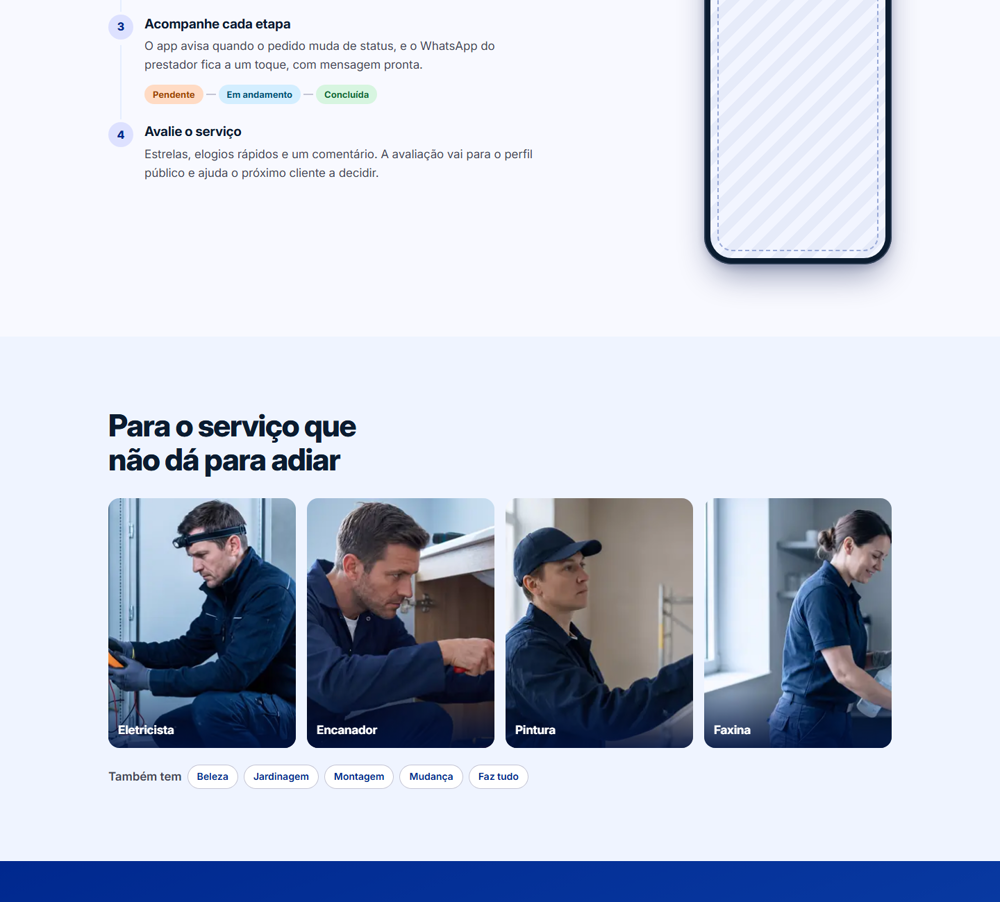 3
Acompanhe cada etapa
O app avisa quando o pedido muda de status, e o WhatsApp do
prestador fica a um toque, com mensagem pronta.
Pendente — Em andamento — Concluída
4
Avalie o serviço
Estrelas, elogios rápidos e um comentário. A avaliação vai para o perfil
público e ajuda o próximo cliente a decidir.
Para o serviço que
não dá para adiar
Eletricista
Encanador
Pintura
Faxina
Também tem Beleza Jardinagem Montagem Mudança Faz tudo